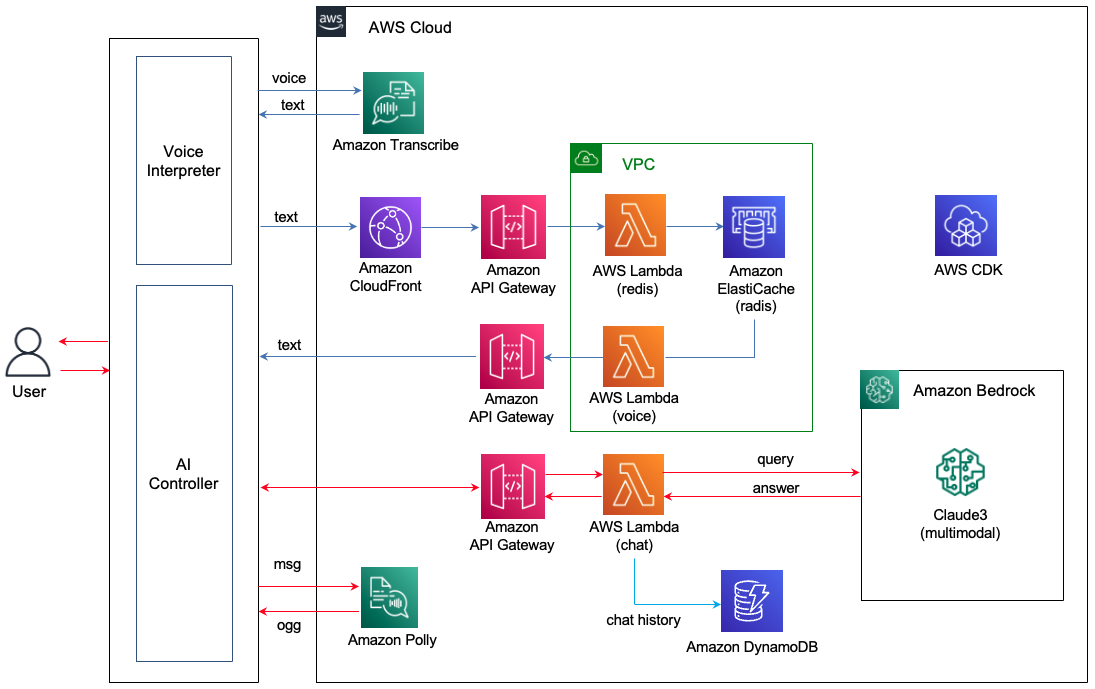 aws
AWS Cloud
voice
text
Amazon Transcribe
Voice
Interpreter
VPC
text
Amazon
CloudFront
Amazon
API Gateway
AWS Lambda
(redis)
Amazon
ElastiCache
(radis)
AWS CDK
text
Amazon
API Gateway
AWS Lambda
(voice)
User
Amazon Bedrock
AI
Controller
query
answer
Amazon
API Gateway
AWS Lambda
(chat)
Claude3
(multimodal)
msg
ogg
Amazon Polly
chat history
Amazon DynamoDB